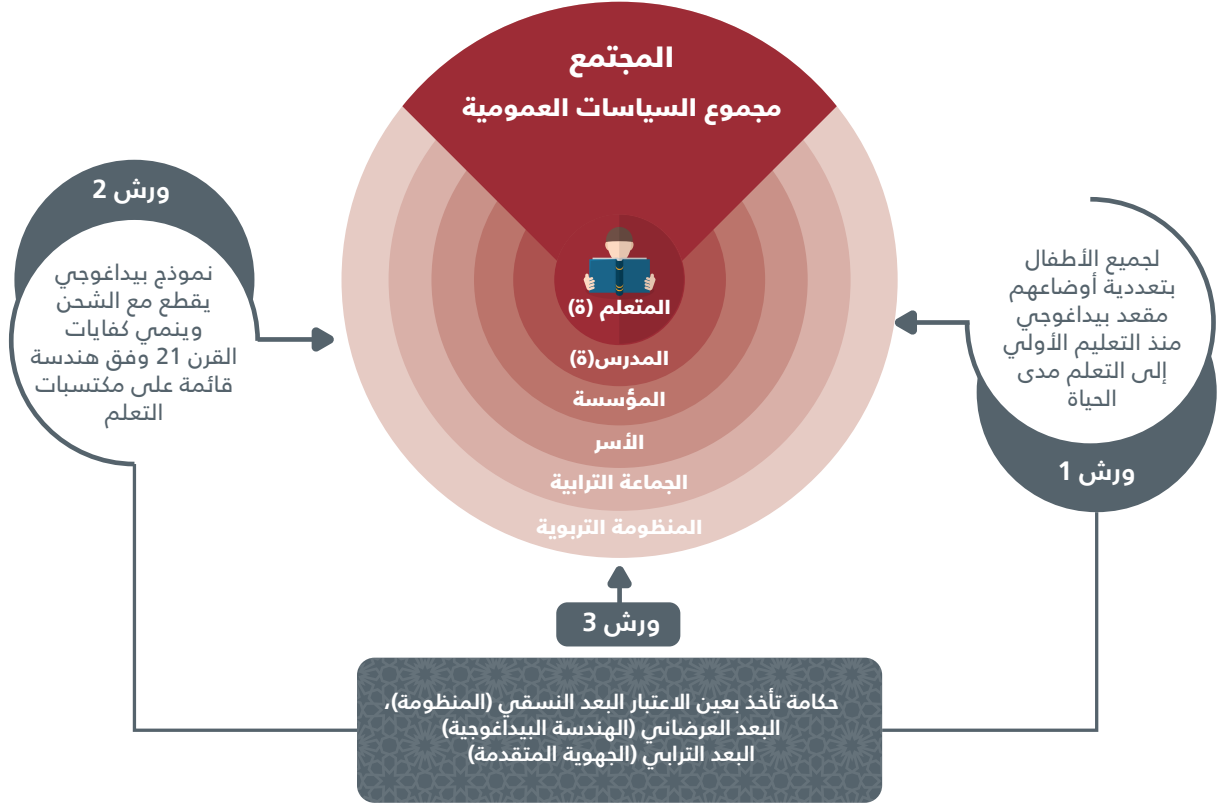 المجتمع
مجموع السياسات العمومية
المتعلم (ة)
المدرس(ة)
المؤسسة
الأسر
الجماعة الترابية
المنظومة التربوية
لجميع الأطفال
بتعددية أوضاعهم
مقعد بيداغوجي
منذ التعليم الأولي
إلى التعلم مدى
الحياة
ورش 1
ورش 2
نموذج بيداغوجي
يقطع مع الشحن
وينمي كفايات
القرن 21 وفق هندسة
قائمة على مكتسبات
التعلم
ورش 3
حكامة تأخذ بعين الاعتبار البعد النسقي (المنظومة)،
البعد العرضاني (الهندسة البيداغوجية)
البعد الترابي (الجهوية المتقدمة)